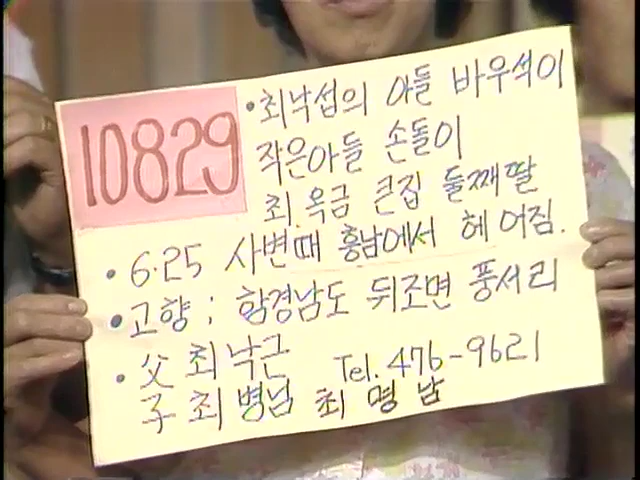 10829
• 최낙섭의 아들 바우석이
작은아들 손돌이
최옥금 큰집 둘째딸
• 6·25 사변때 흥남에서 헤어짐.
• 고향 : 함경남도 뒤조면 풍서리
• 父 최낙근 Tel. 476-9621
子 최병남 최명남